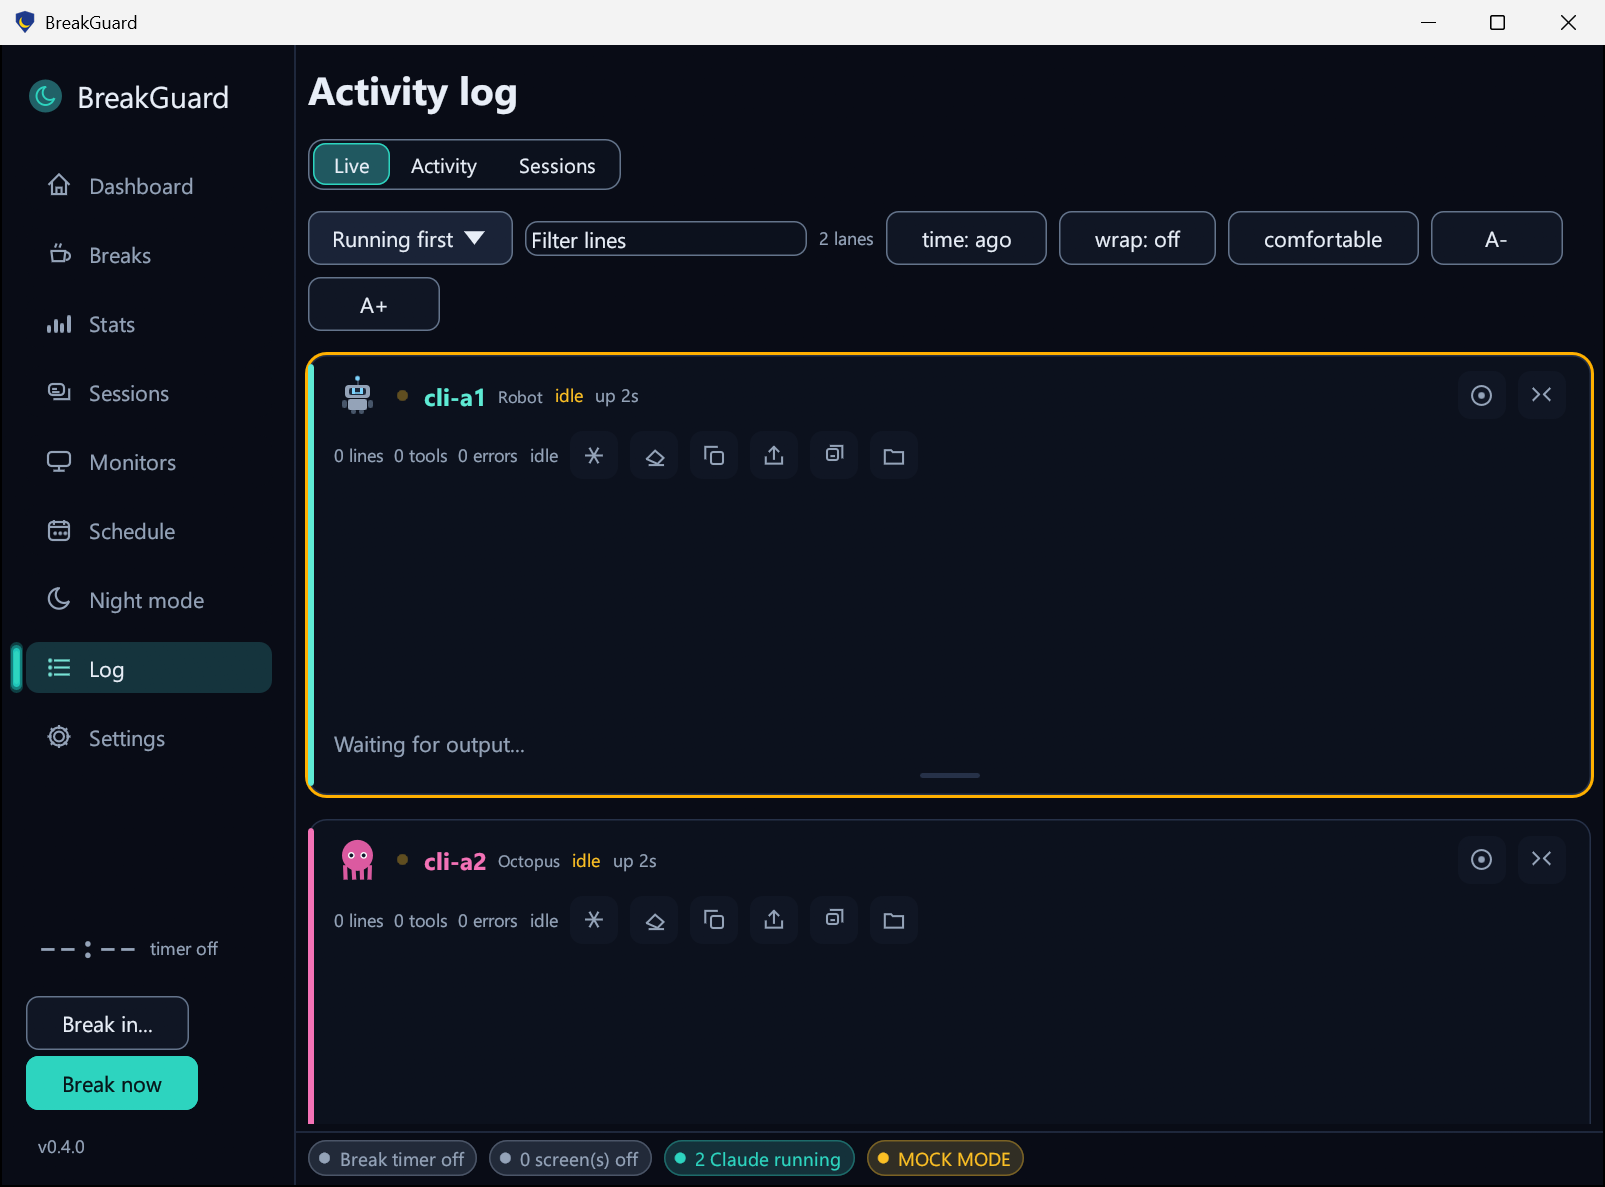 BreakGuard
BreakGuard
Dashboard
Breaks
Stats
Sessions
Monitors
Schedule
Night mode
Log
Settings
--:-- timer off
Break in...
Break now
v0.4.0
Activity log
Live Activity Sessions
Running first Filter lines 2 lanes time: ago wrap: off comfortable A-
A+
cli-a1 Robot idle up 2s
0 lines 0 tools 0 errors idle
Waiting for output...
cli-a2 Octopus idle up 2s
0 lines 0 tools 0 errors idle
Break timer off 0 screen(s) off 2 Claude running MOCK MODE